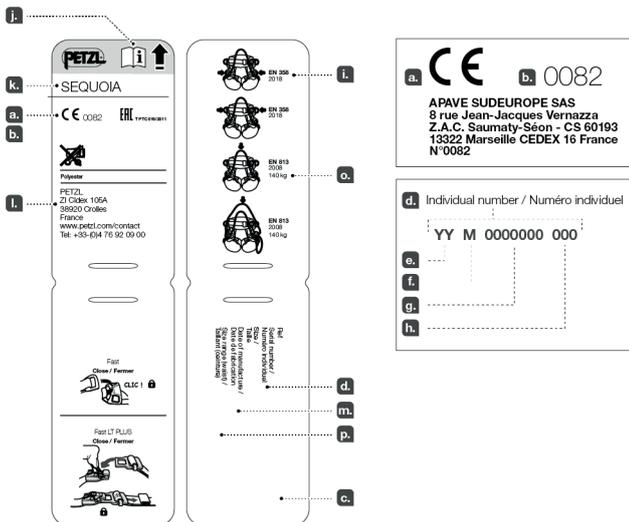 j.
PETZL
i
k.
SEQUOIA
a.
CE 0082 EAC TP TC 019/2011
b.
Polyester
l.
PETZL
ZI Cidex 105A
38920 Crolles
France
www.petzl.com/contact
Tel: +33-(0)4 76 92 09 00
Fast
Close / Fermer
CLIC !
Fast LT PLUS
Close / Fermer
EN 358
2018
i.
EN 358
2018
EN 813
2008
140 kg
o.
EN 813
2008
140 kg
Ref
Serial number /
Numéro individuel
Size /
Taille
Date of manufacture /
Date de fabrication
Size range (waist) /
Taillant (ceinture)
d.
m.
p.
c.
a. CE b. 0082
APAVE SUDEUROPE SAS
8 rue Jean-Jacques Vernazza
Z.A.C. Saumaty-Séon - CS 60193
13322 Marseille CEDEX 16 France
N°0082
d. Individual number / Numéro individuel
YY M 0000000 000
e.
f.
g.
h.